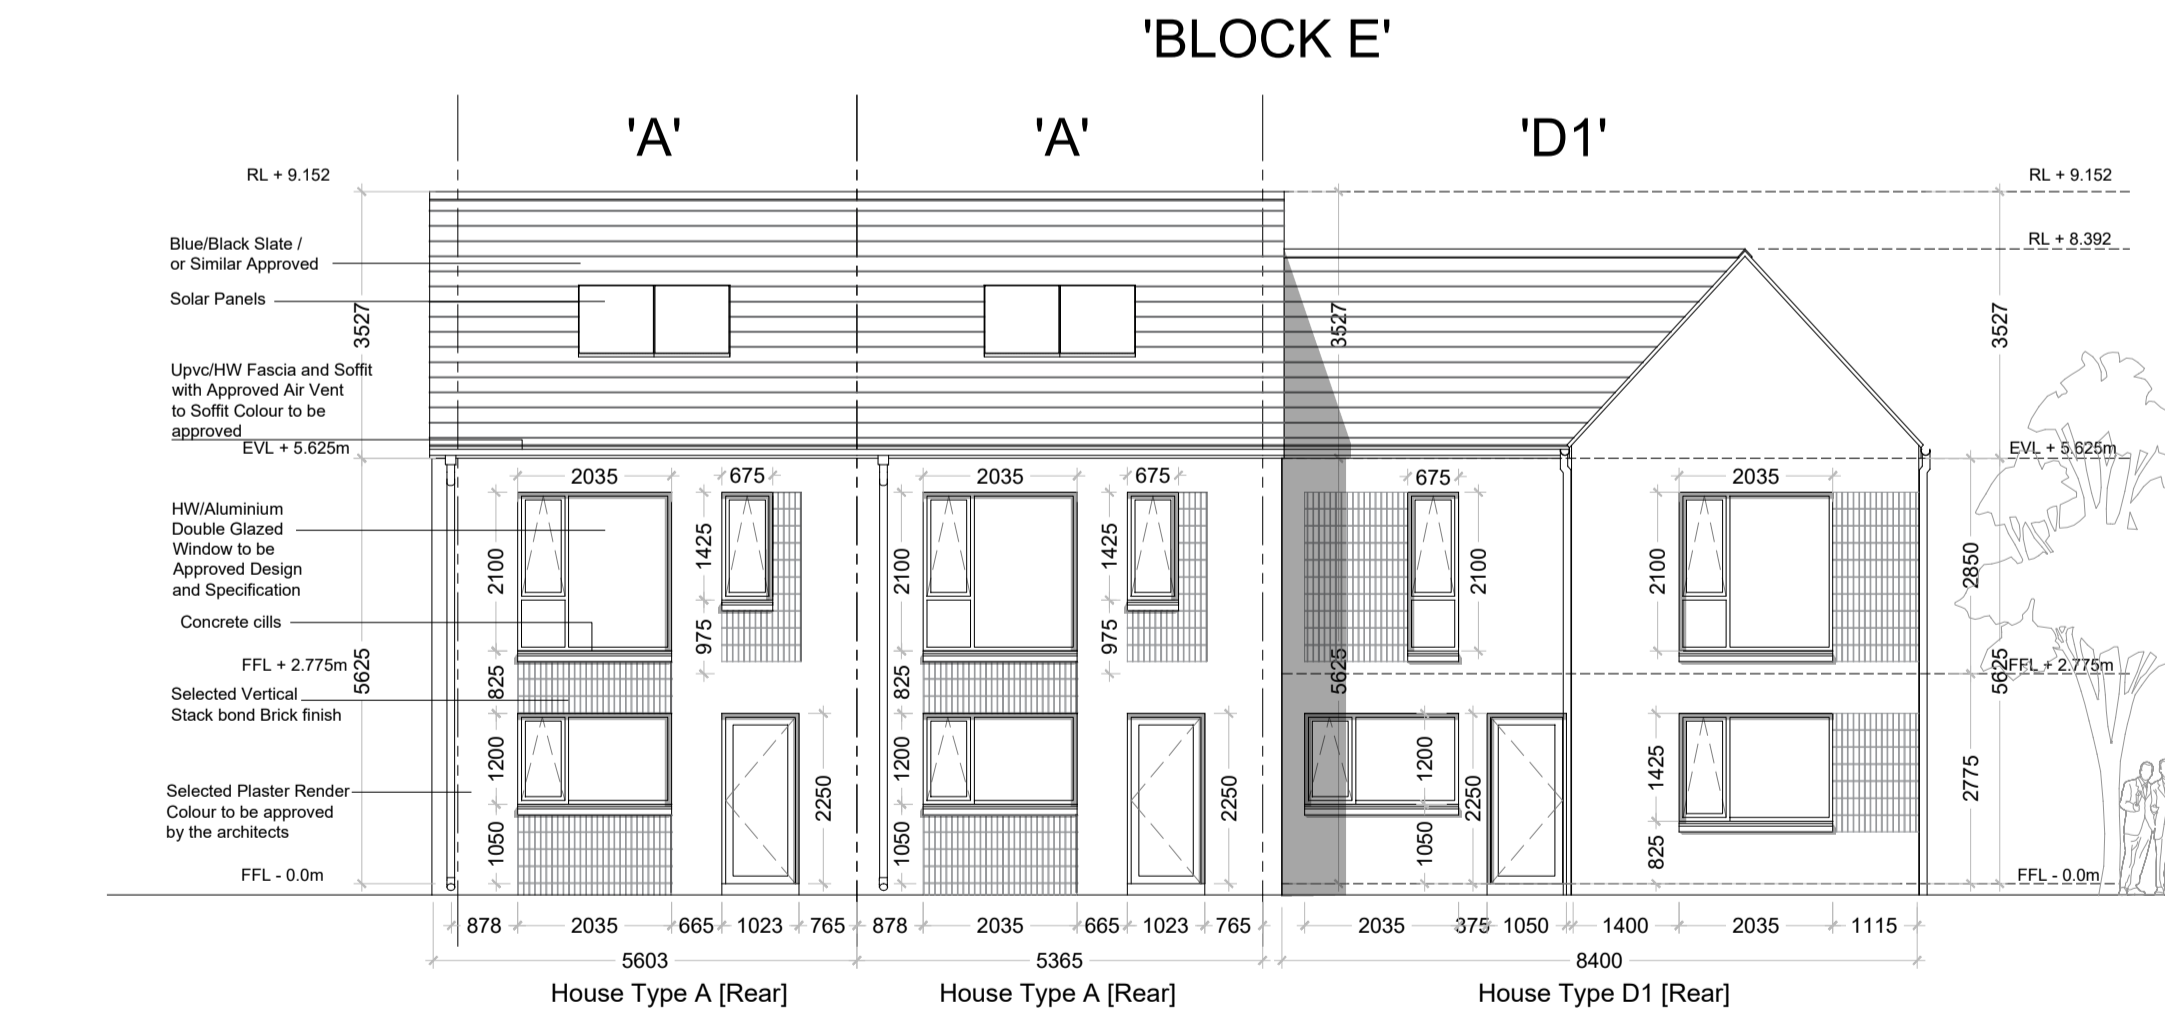 'BLOCK E'
'A' 'A' 'D1'
RL + 9.152
RL + 9.152
RL + 8.392
Blue/Black Slate /
or Similar Approved
Solar Panels
3527
3527
3527
Upvc/HW Fascia and Soffit
with Approved Air Vent
to Soffit Colour to be
approved
EVL + 5.625m
EVL + 5.625m
2035 675 2035 675 675 2035
HW/Aluminium
Double Glazed
Window to be
Approved Design
and Specification
Concrete cills
2100 1425 2100 1425 2100 2100 2850
975 975
FFL + 2.775m
FFL + 2.775m
5625 5625 5625
825 825
Selected Vertical
Stack bond Brick finish
1200 1200 1200 1425 2775
2250 2250 2250
Selected Plaster Render
Colour to be approved
by the architects
1050 1050 1050 825
FFL - 0.0m
FFL - 0.0m
878 2035 665 1023 765 878 2035 665 1023 765 2035 375 1050 1400 2035 1115
5603 5365 8400
House Type A [Rear] House Type A [Rear] House Type D1 [Rear]